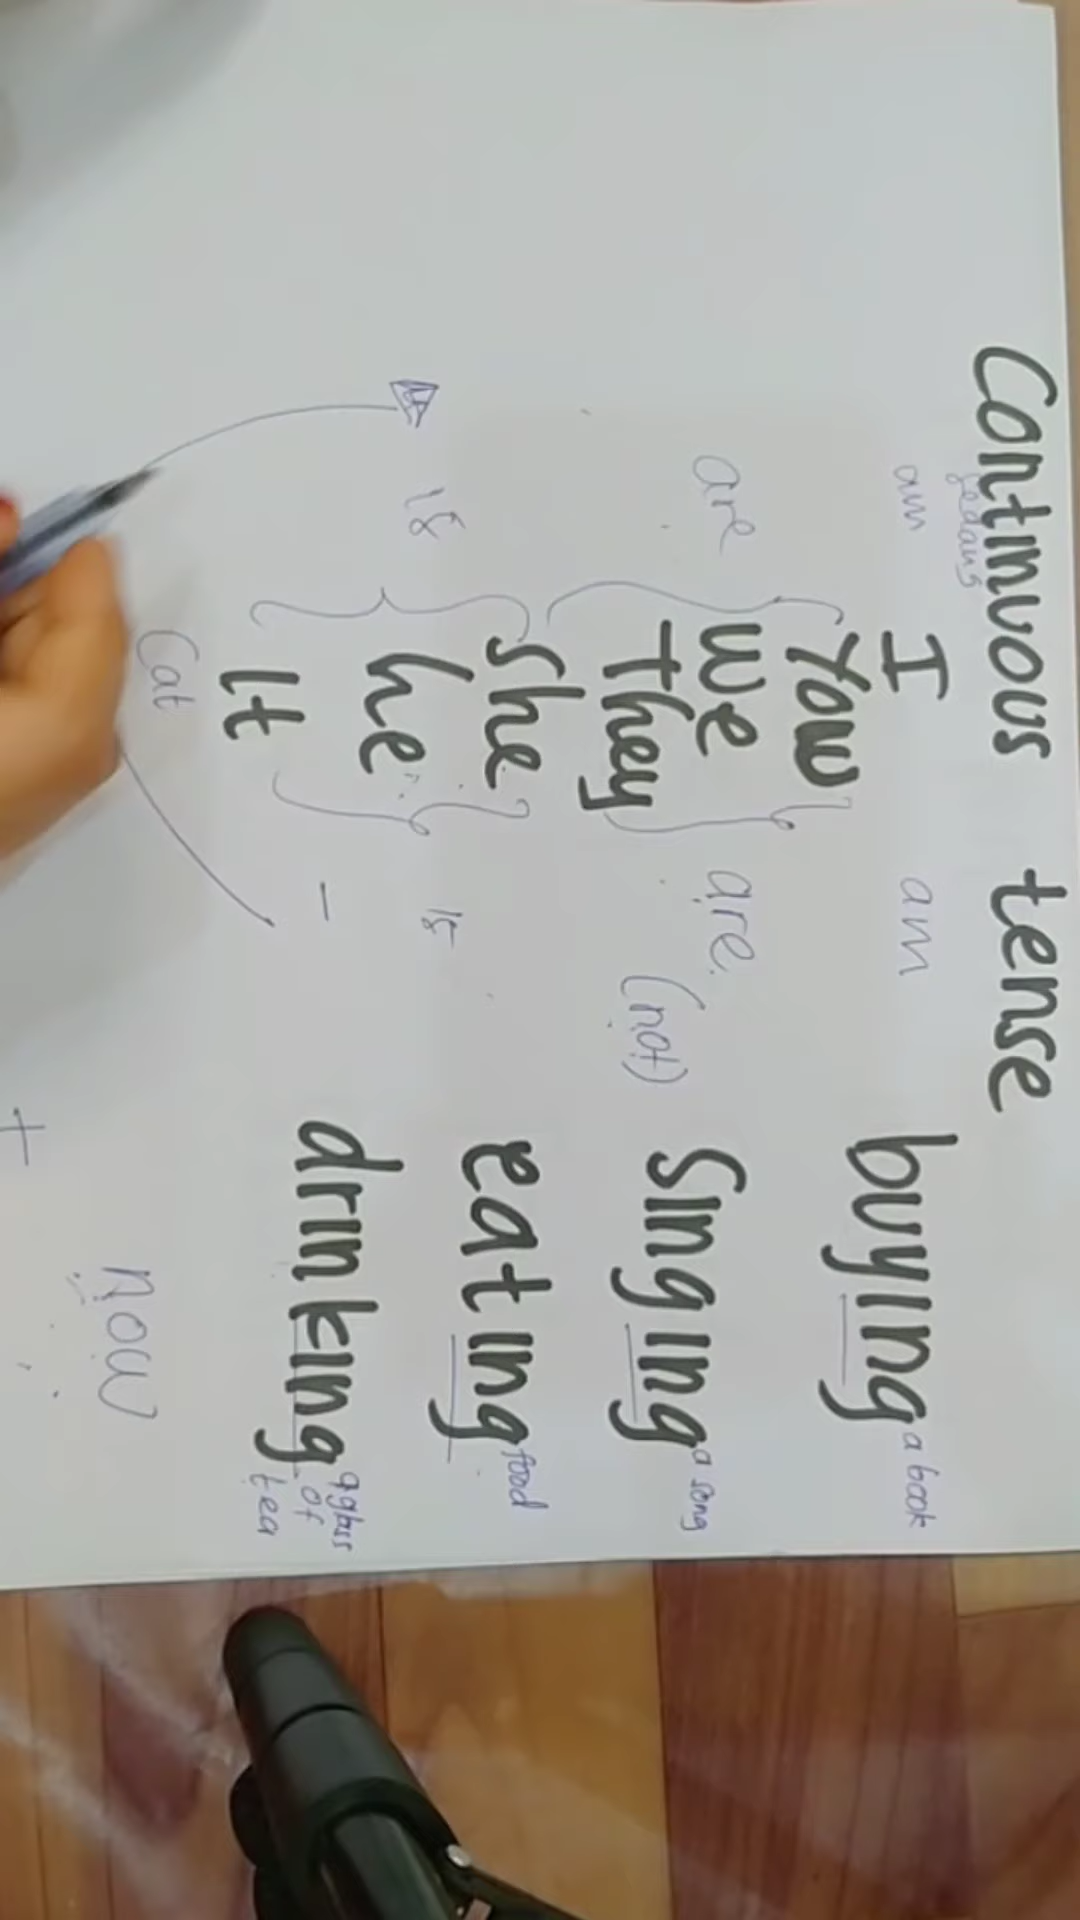 Continuous tense
sedang
am I am buying a book
You
are we are
They (not) Singing a song
she
is he is eating food
It - drinking a glass
of
tea
Cat
now
+